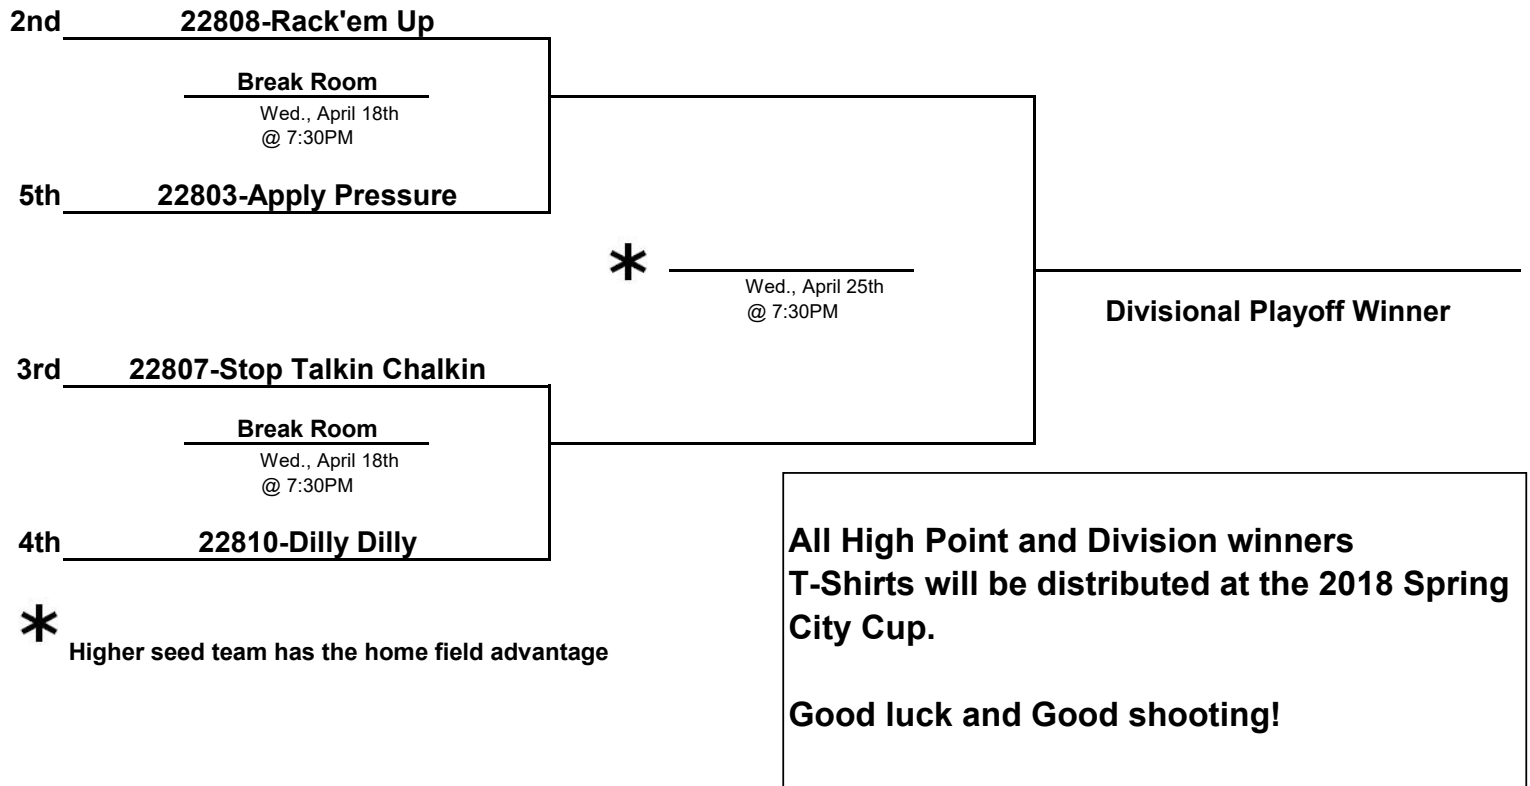 2nd 22808-Rack'em Up
Break Room
Wed., April 18th
@ 7:30PM
5th 22803-Apply Pressure
* 
Wed., April 25th
@ 7:30PM
Divisional Playoff Winner
3rd 22807-Stop Talkin Chalkin
Break Room
Wed., April 18th
@ 7:30PM
4th 22810-Dilly Dilly
* Higher seed team has the home field advantage
All High Point and Division winners
T-Shirts will be distributed at the 2018 Spring
City Cup.
Good luck and Good shooting!